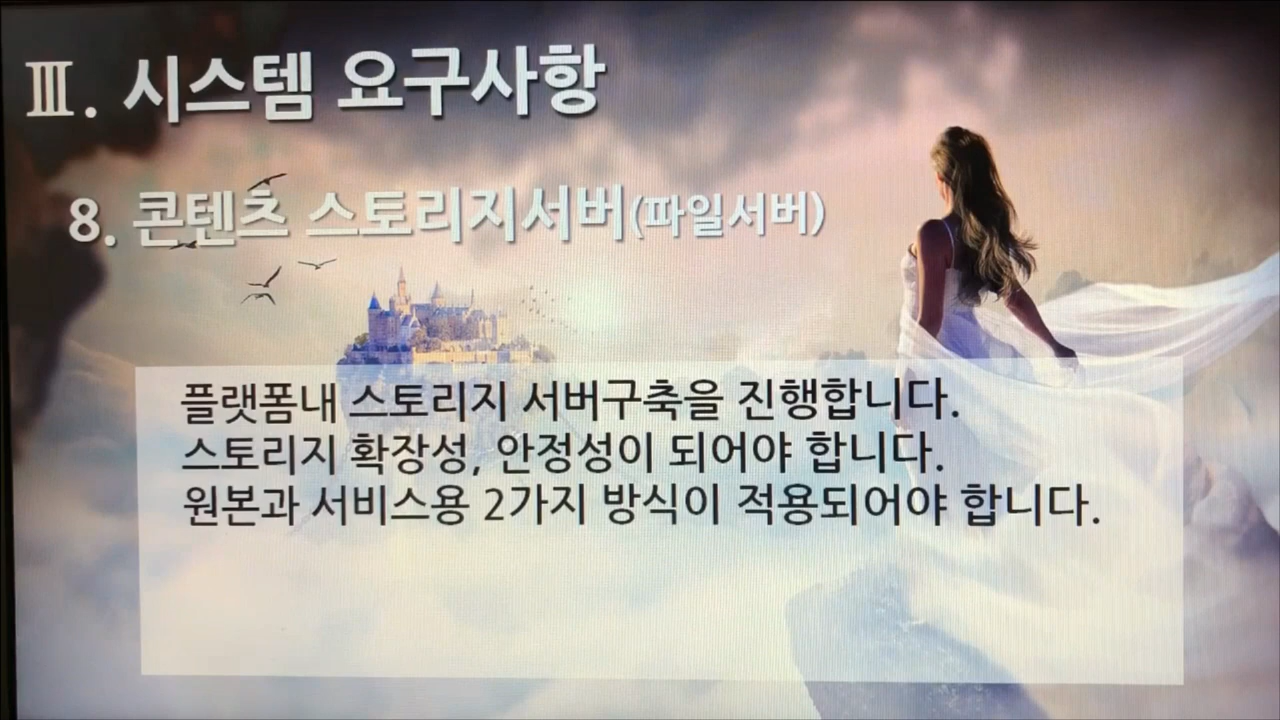 Ⅲ. 시스템 요구사항
8. 콘텐츠 스토리지서버(파일서버)
플랫폼내 스토리지 서버구축을 진행합니다.
스토리지 확장성, 안정성이 되어야 합니다.
원본과 서비스용 2가지 방식이 적용되어야 합니다.